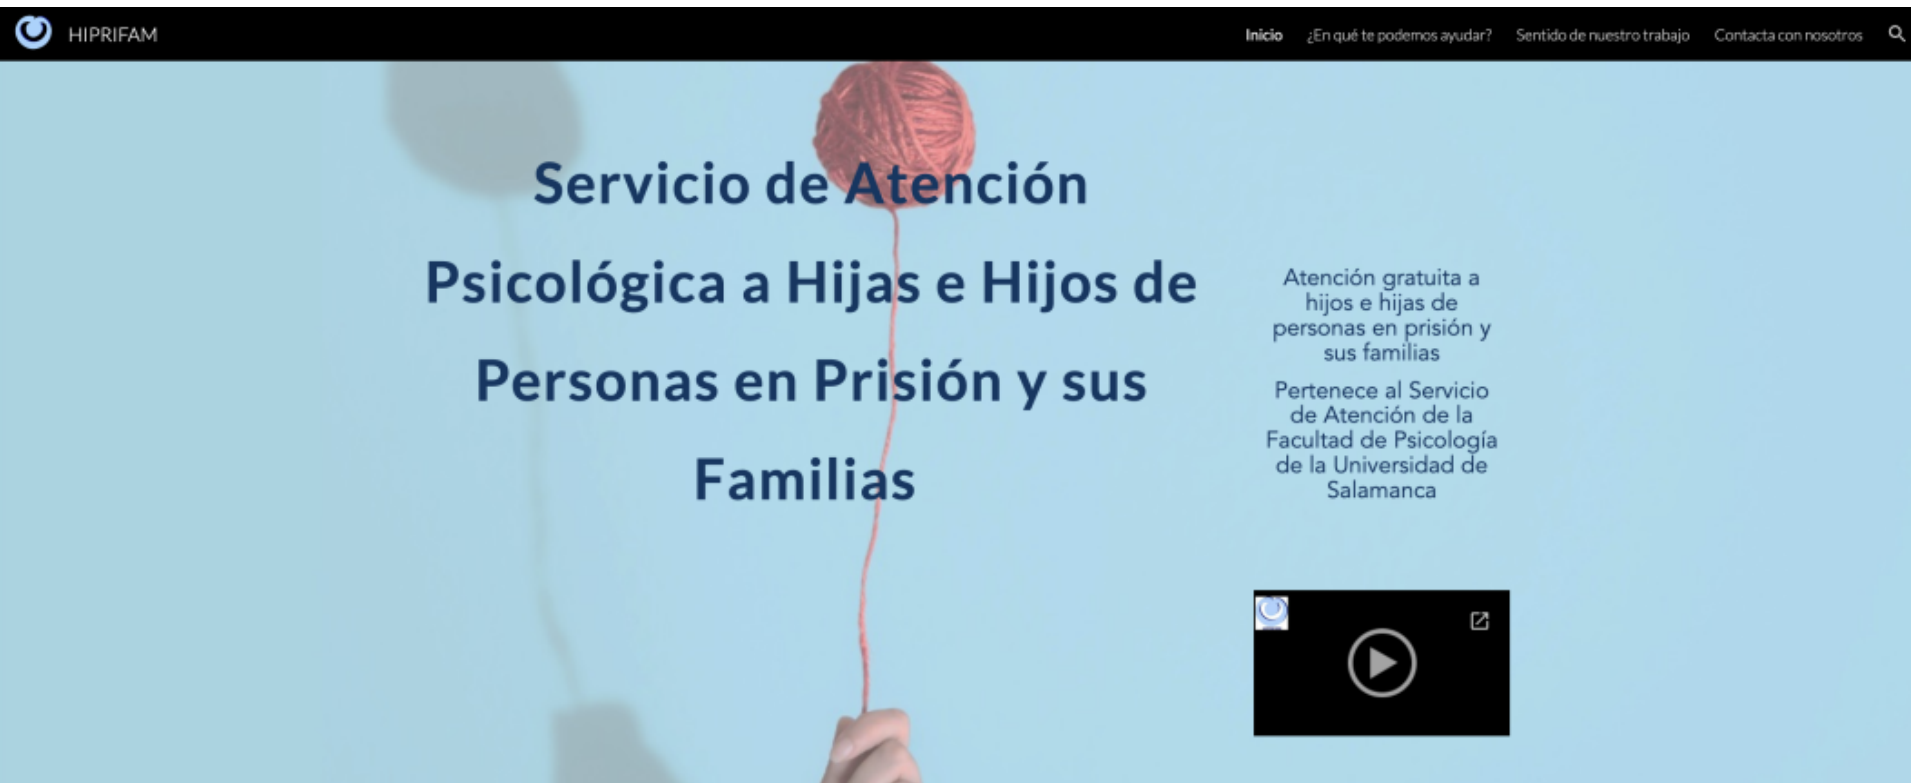 HIPRIFAM
Inicio
¿En qué te podemos ayudar?
Sentido de nuestro trabajo
Contacta con nosotros
Servicio de Atención
Psicológica a Hijas e Hijos de
Personas en Prisión y sus
Familias
Atención gratuita a
hijos e hijas de
personas en prisión y
sus familias
Pertenece al Servicio
de Atención de la
Facultad de Psicología
de la Universidad de
Salamanca